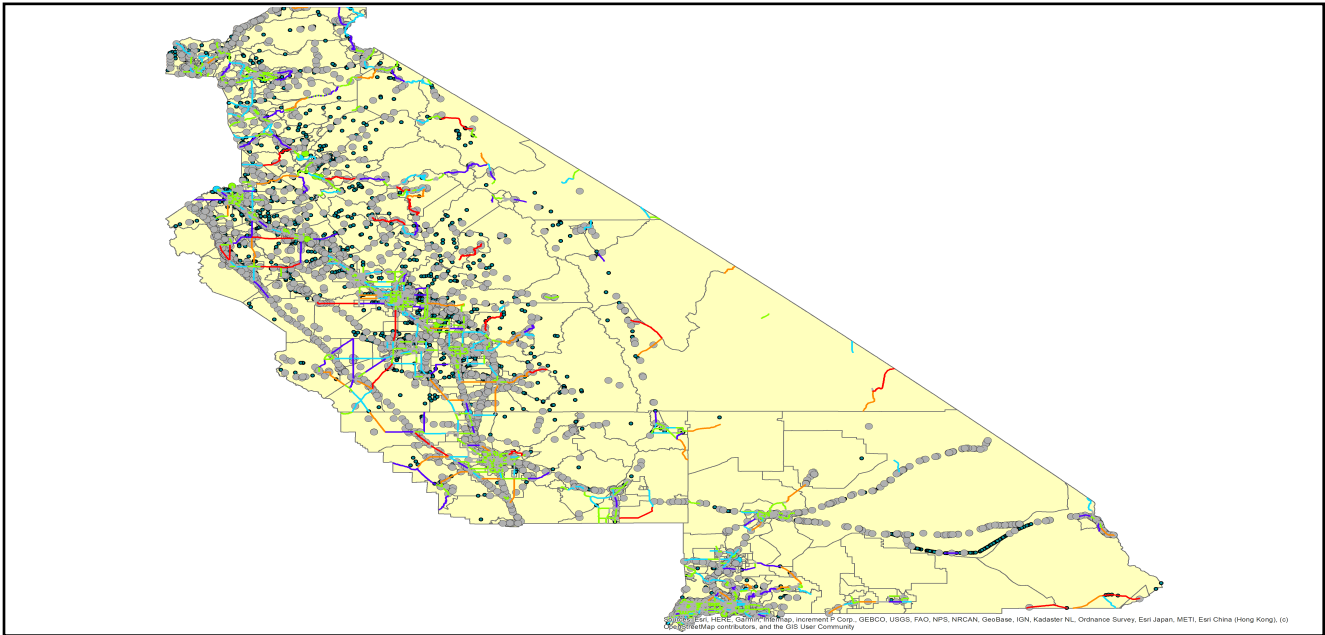 Sources: Esri, HERE, Garmin, Intermap, increment P Corp., GEBCO, USGS, FAO, NPS, NRCAN, GeoBase, IGN, Kadaster NL, Ordnance Survey, Esri Japan, METI, Esri China (Hong Kong), (c)
OpenStreetMap contributors, and the GIS User Community